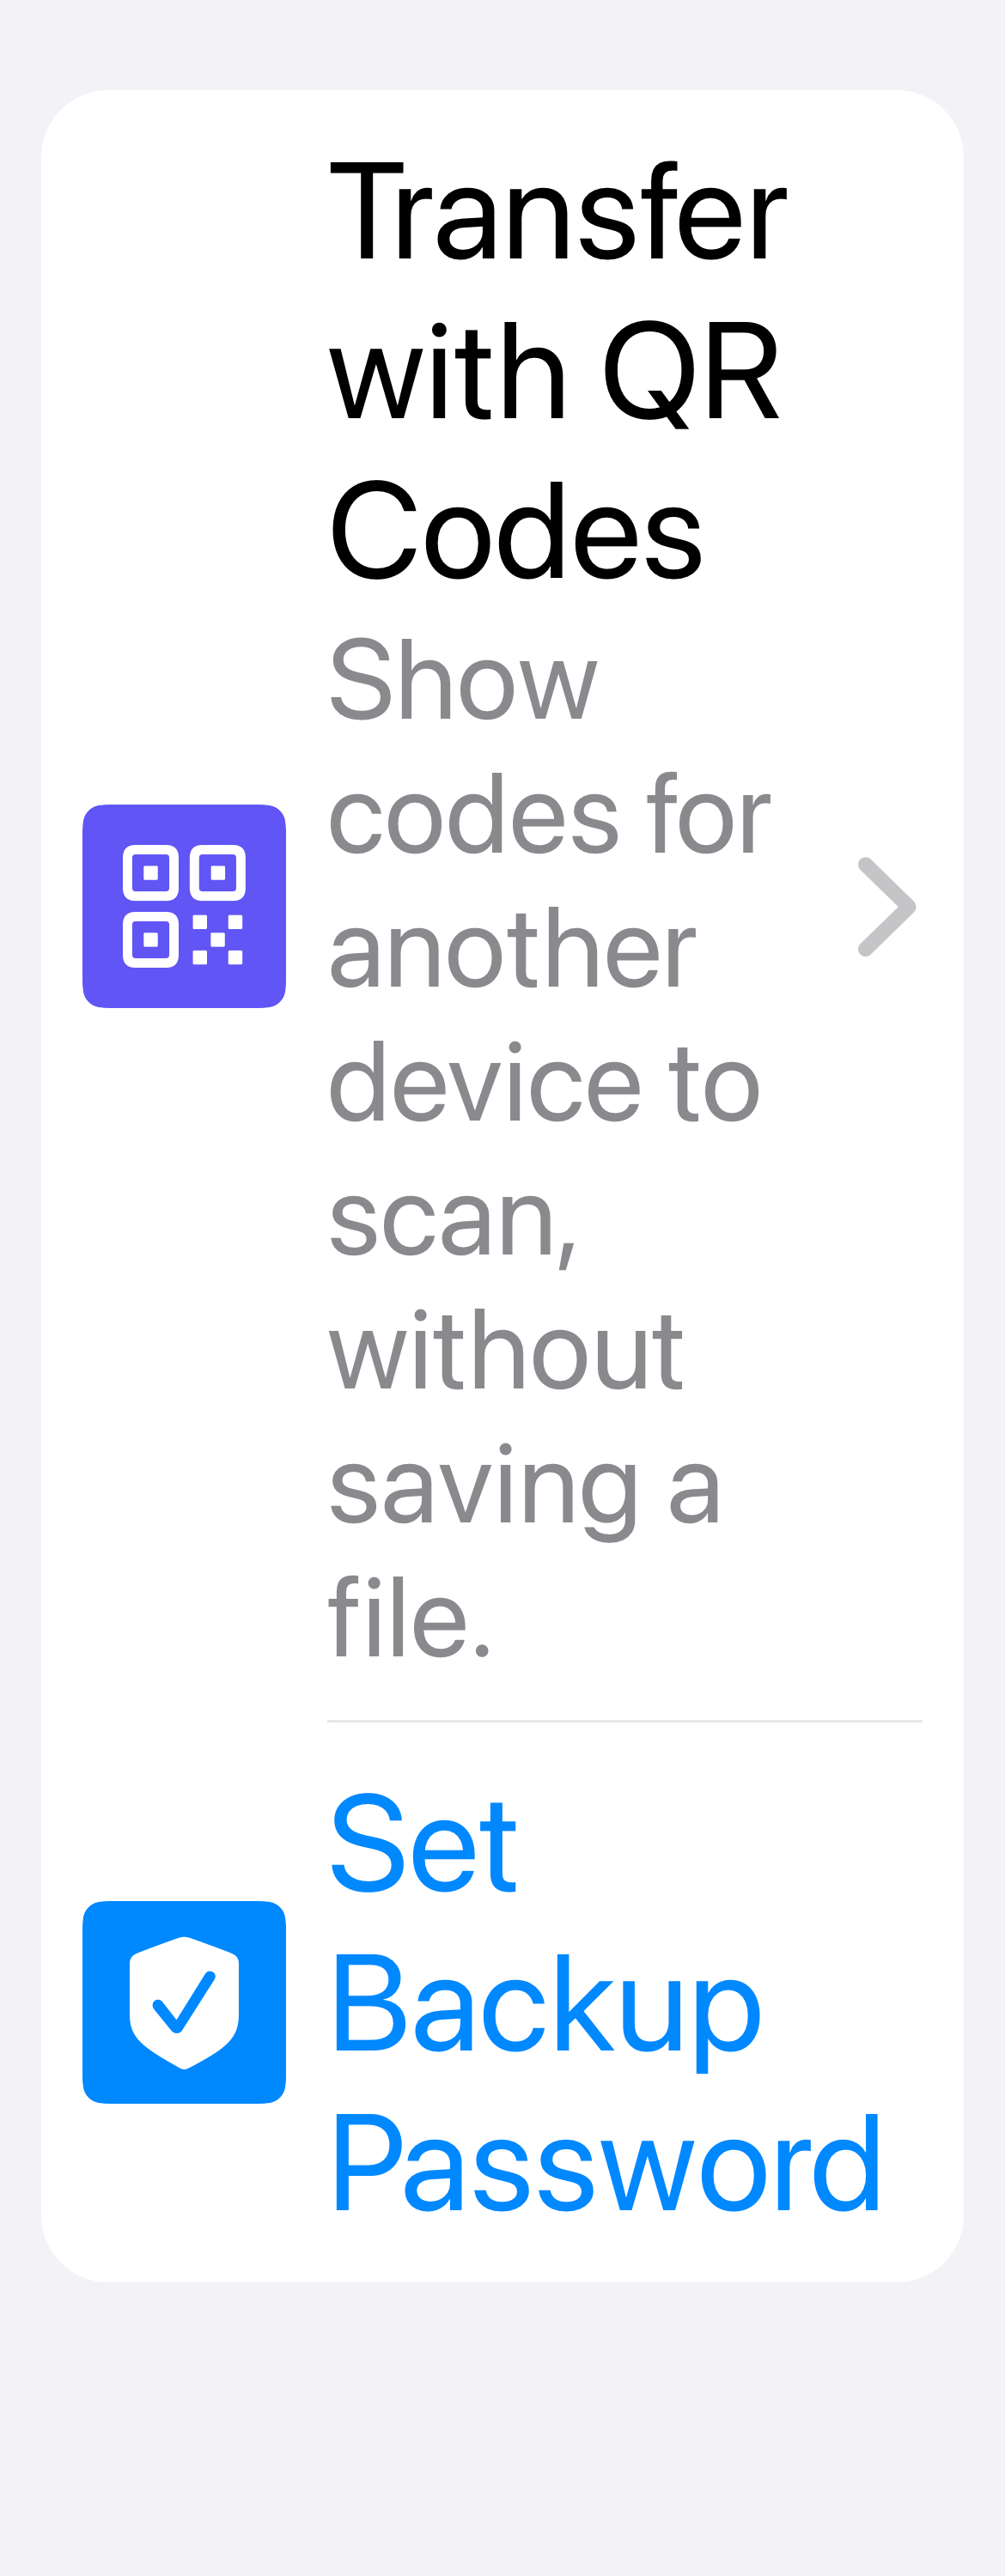 Transfer
with QR
Codes
Show
codes for
another
device to
scan,
without
saving a
file.
Set
Backup
Password